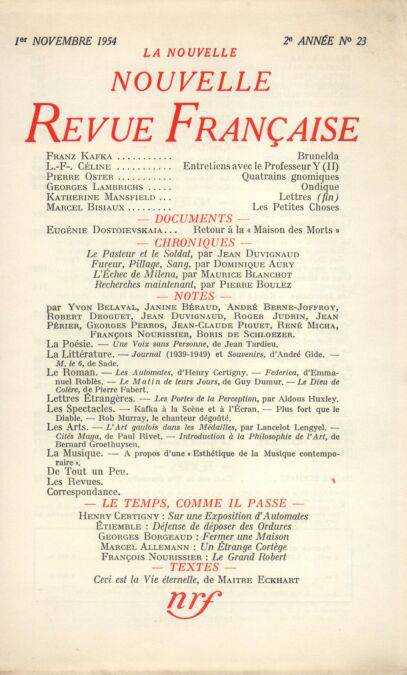 1er NOVEMBRE 1954 2e ANNÉE No 23
LA NOUVELLE
NOUVELLE
REVUE FRANÇAISE
FRANZ KAFKA ........... Brunelda
L.-F-. CÉLINE ........... Entretiens avec le Professeur Y (II)
PIERRE OSTER ........... Quatrains gnomiques
GEORGES LAMBRICHS ..... Ondique
KATHERINE MANSFIELD ... Lettres (fin)
MARCEL BISIAUX ......... Les Petites Choses
— DOCUMENTS —
EUGÉNIE DOSTOIEVSKAIA... Retour à la « Maison des Morts »
— CHRONIQUES —
Le Pasteur et le Soldat, par JEAN DUVIGNAUD
Fureur, Pillage, Sang, par DOMINIQUE AURY
L'Échec de Milena, par MAURICE BLANCHOT
Recherches maintenant, par PIERRE BOULEZ
— NOTES —
par YVON BELAVAL, JANINE BÉRAUD, ANDRÉ BERNE-JOFFROY,
ROBERT DROGUET, JEAN DUVIGNAUD, ROGER JUDRIN, JEAN
PÉRIER, GEORGES PERROS, JEAN-CLAUDE PIGUET, RENÉ MICHA,
FRANÇOIS NOURISSIER, BORIS DE SCHLOEZER.
La Poésie. — Une Voix sans Personne, de Jean Tardieu.
La Littérature. — Journal (1939-1949) et Souvenirs, d'André Gide. —
M. le 6, de Sade.
Le Roman. — Les Automates, d'Henry Certigny. — Federica, d'Emma-
nuel Roblès. — Le Matin de leurs Jours, de Guy Dumur. — Le Dieu de
Colère, de Pierre Fabert.
Lettres Étrangères. — Les Portes de la Perception, par Aldous Huxley.
Les Spectacles. — Kafka à la Scène et à l'Écran. — Plus fort que le
Diable. — Rob Murray, le chanteur dégoûté,
Les Arts. — L'Art gaulois dans les Médailles, par Lancelot Lengyel. —
Cités Maya, de Paul Rivet. — Introduction à la Philosophie de l'Art, de
Bernard Groethuysen.
La Musique. — A propos d'une « Esthétique de la Musique contempo-
raine ».
De Tout un Peu.
Les Revues.
Correspondance.
— LE TEMPS, COMME IL PASSE —
HENRY CERTIGNY : Sur une Exposition d'Automates
ÉTIEMBLE : Défense de déposer des Ordures
GEORGES BORGEAUD : Fermer une Maison
MARCEL ALLEMANN : Un Étrange Cortège
FRANÇOIS NOURISSIER : Le Grand Robert
— TEXTES —
Ceci est la Vie éternelle, de MAITRE ECKHART
nrf